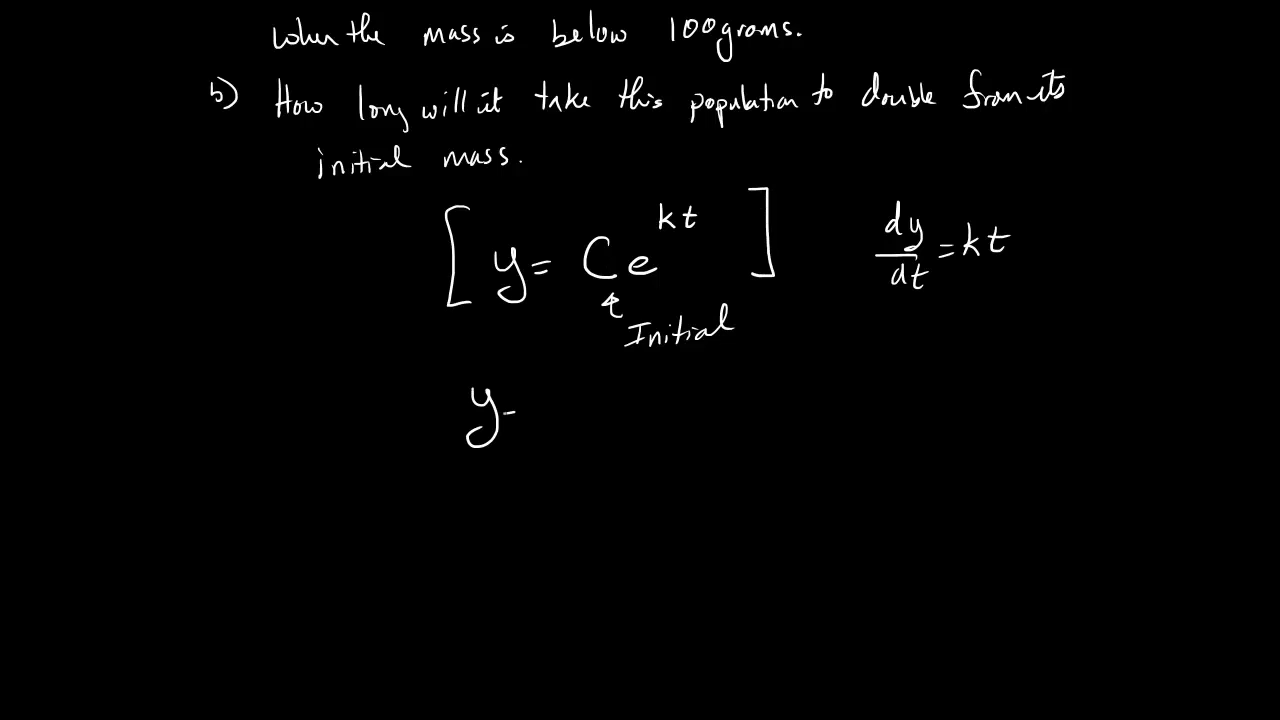 when the mass is below 100grams.
b) How long will it take this population to double from its
initial mass.
[ y = Ce^{kt} ] dy/dt = kt
Initial
y-